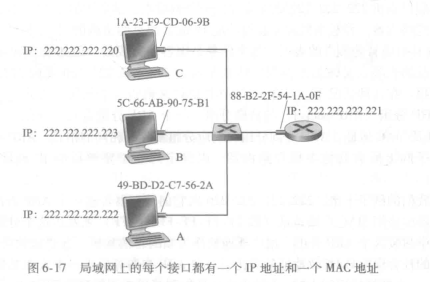 1A-23-F9-CD-06-9B
IP: 222.222.222.220
C
88-B2-2F-54-1A-0F
IP: 222.222.222.221
5C-66-AB-90-75-B1
IP: 222.222.222.223
B
49-BD-D2-C7-56-2A
IP: 222.222.222.222
A
图 6-17 局域网上的每个接口都有一个 IP 地址和一个 MAC 地址